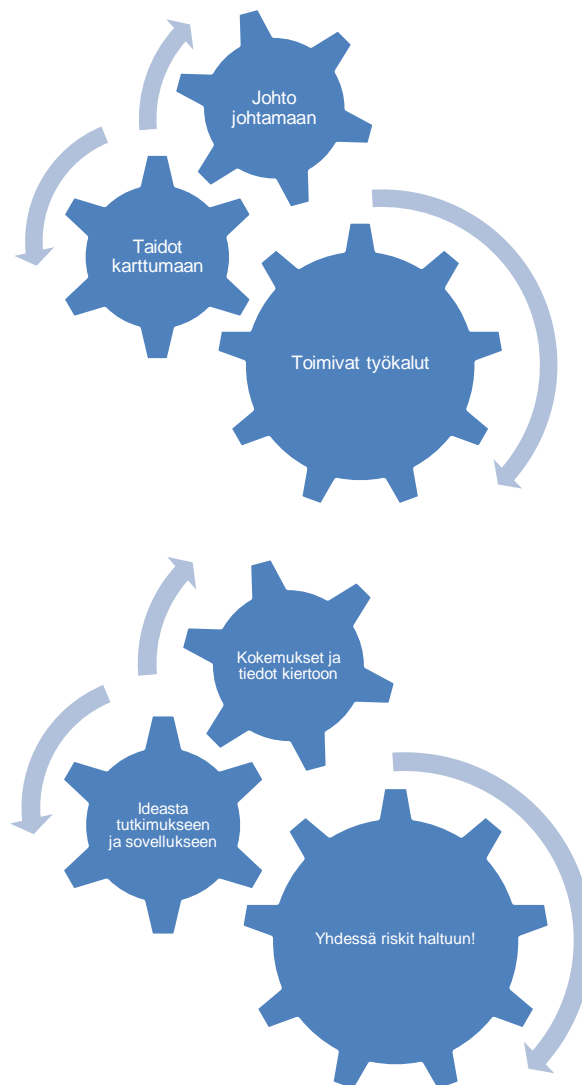 Johto
johtamaan
Taidot
karttumaan
Toimivat työkalut
Kokemukset ja
tiedot kiertoon
Ideasta
tutkimukseen
ja sovellukseen
Yhdessä riskit haltuun!